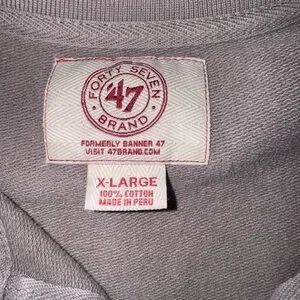 FORTY SEVEN
'47
BRAND
FORMERLY BANNER 47
VISIT 47BRAND.COM
X-LARGE
100% COTTON
MADE IN PERU